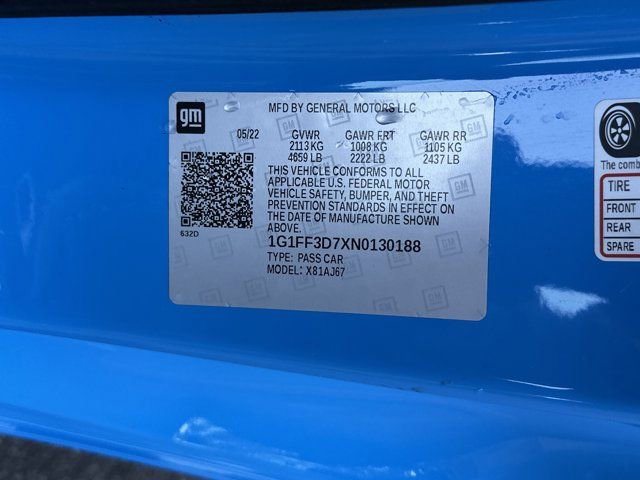 gm
MFD BY GENERAL MOTORS LLC
05/22 GVWR GAWR FRT GAWR RR
2113 KG 1008 KG 1105 KG
4659 LB 2222 LB 2437 LB
THIS VEHICLE CONFORMS TO ALL
APPLICABLE U.S. FEDERAL MOTOR
VEHICLE SAFETY, BUMPER, AND THEFT
PREVENTION STANDARDS IN EFFECT ON
THE DATE OF MANUFACTURE SHOWN
ABOVE.
632D
1G1FF3D7XN0130188
TYPE: PASS CAR
MODEL: X81AJ67
The comb
TIRE
FRONT
REAR
SPARE